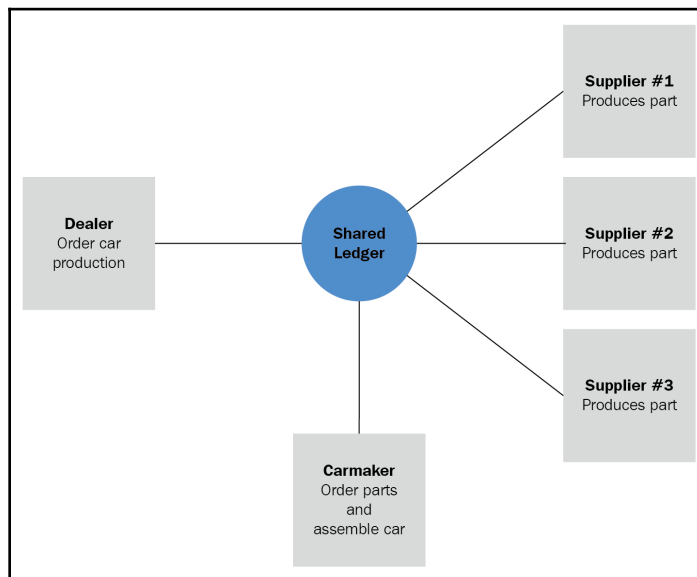 Supplier #1
Produces part
Dealer
Order car
production
Shared
Ledger
Supplier #2
Produces part
Supplier #3
Produces part
Carmaker
Order parts
and
assemble car